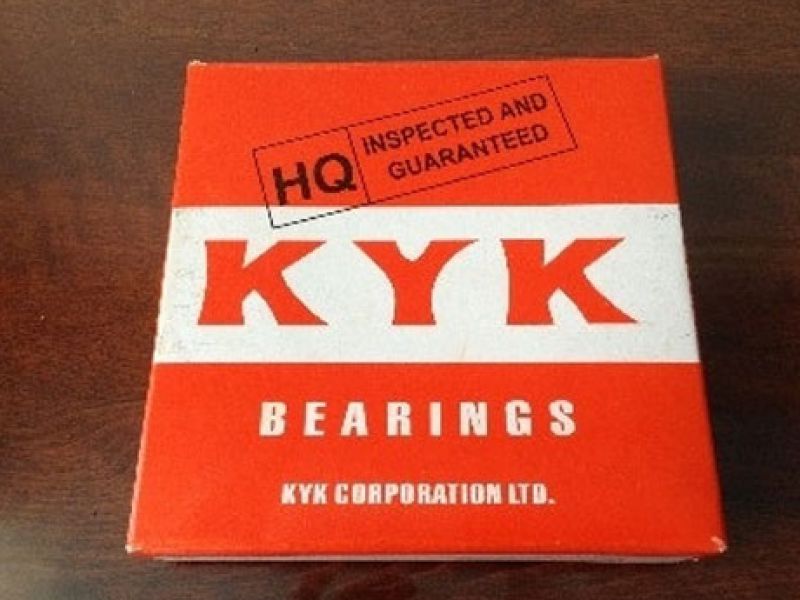 HQ
INSPECTED AND
GUARANTEED
KYK
BEARINGS
KYK CORPORATION LTD.